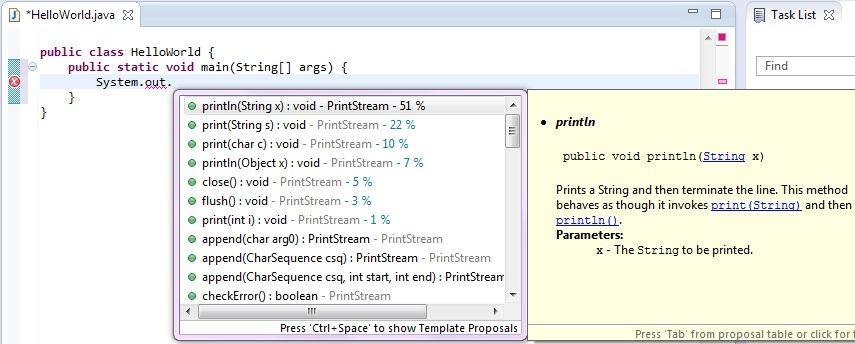 *HelloWorld.java
Task List
public class HelloWorld {
public static void main(String[] args) {
System.out.
}
}
Find
println(String x) : void - PrintStream - 51 %
print(String s) : void - PrintStream - 22 %
print(char c) : void - PrintStream - 10 %
println(Object x) : void - PrintStream - 7 %
close() : void - PrintStream - 5 %
flush() : void - PrintStream - 3 %
print(int i) : void - PrintStream - 1 %
append(char arg0) : PrintStream - PrintStream
append(CharSequence csq) : PrintStream - PrintStream
append(CharSequence csq, int start, int end) : PrintStream
checkError() : boolean - PrintStream
Press 'Ctrl+Space' to show Template Proposals
println
public void println(String x)
Prints a String and then terminate the line. This method
behaves as though it invokes print(String) and then
println().
Parameters:
x - The String to be printed.
Press 'Tab' from proposal table or click for